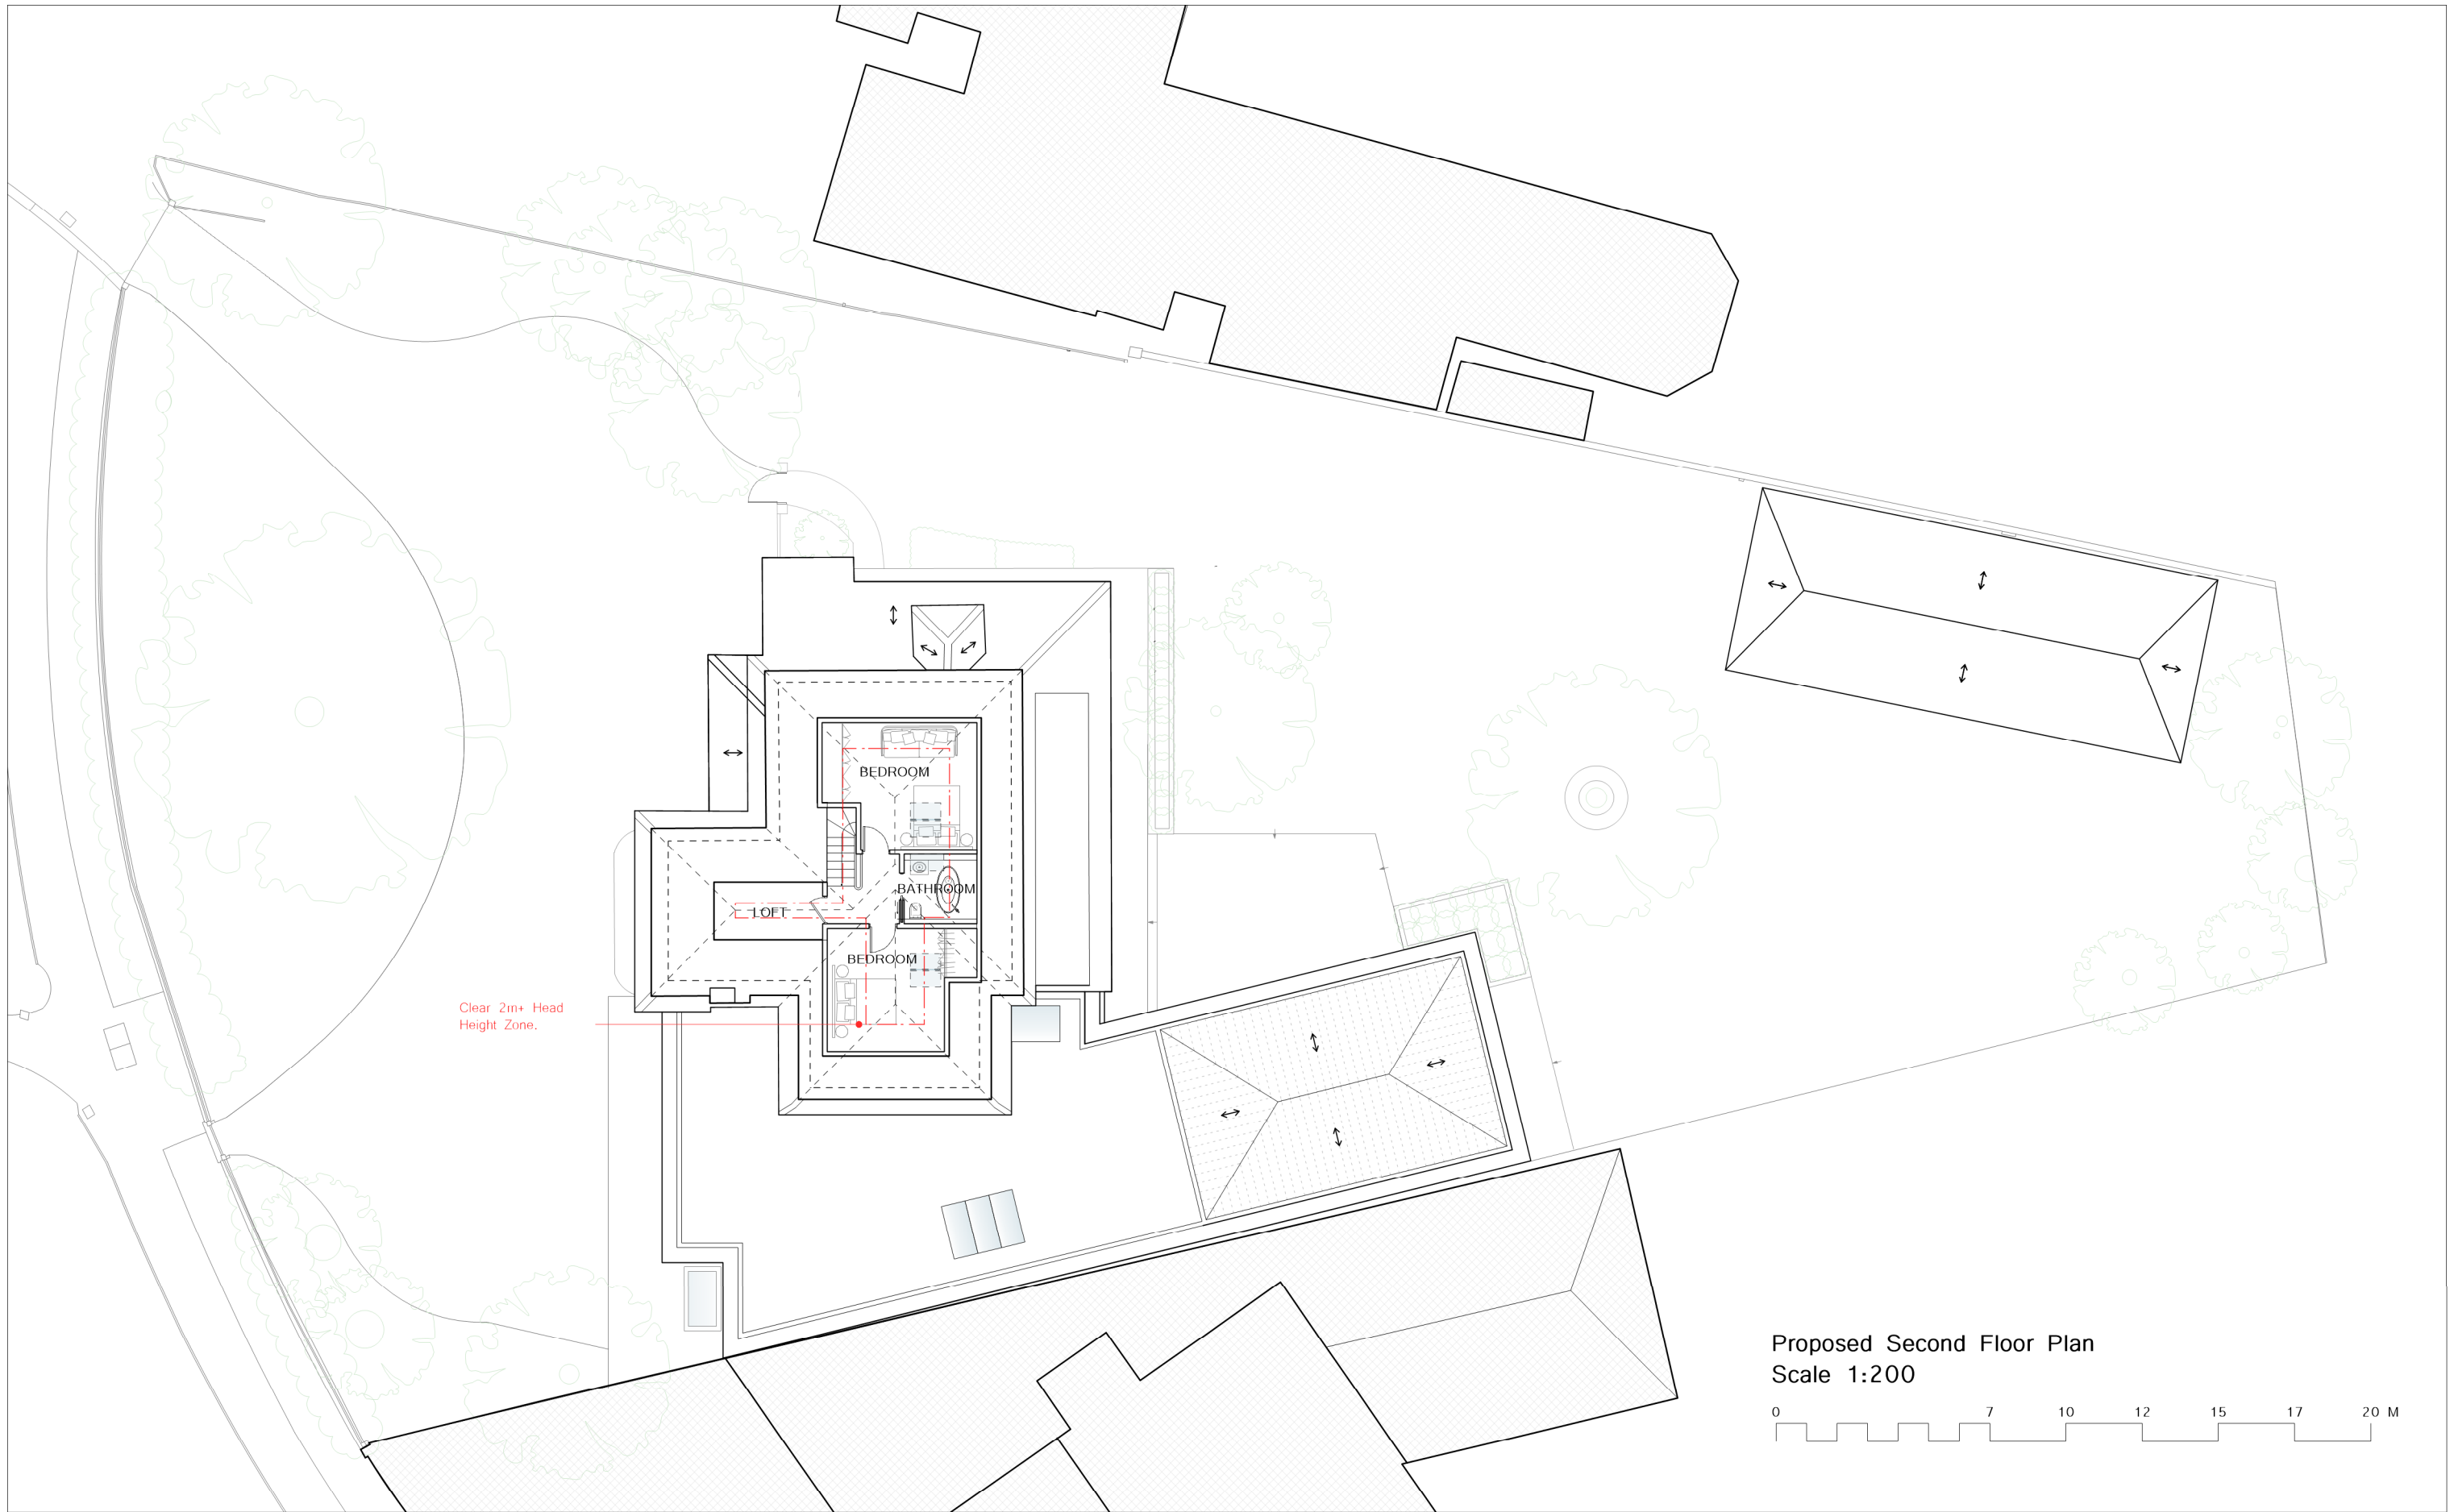 BEDROOM
BATHROOM
LOFT
BEDROOM
Clear 2m+ Head
Height Zone.
Proposed Second Floor Plan
Scale 1:200
0 7 10 12 15 17 20 M